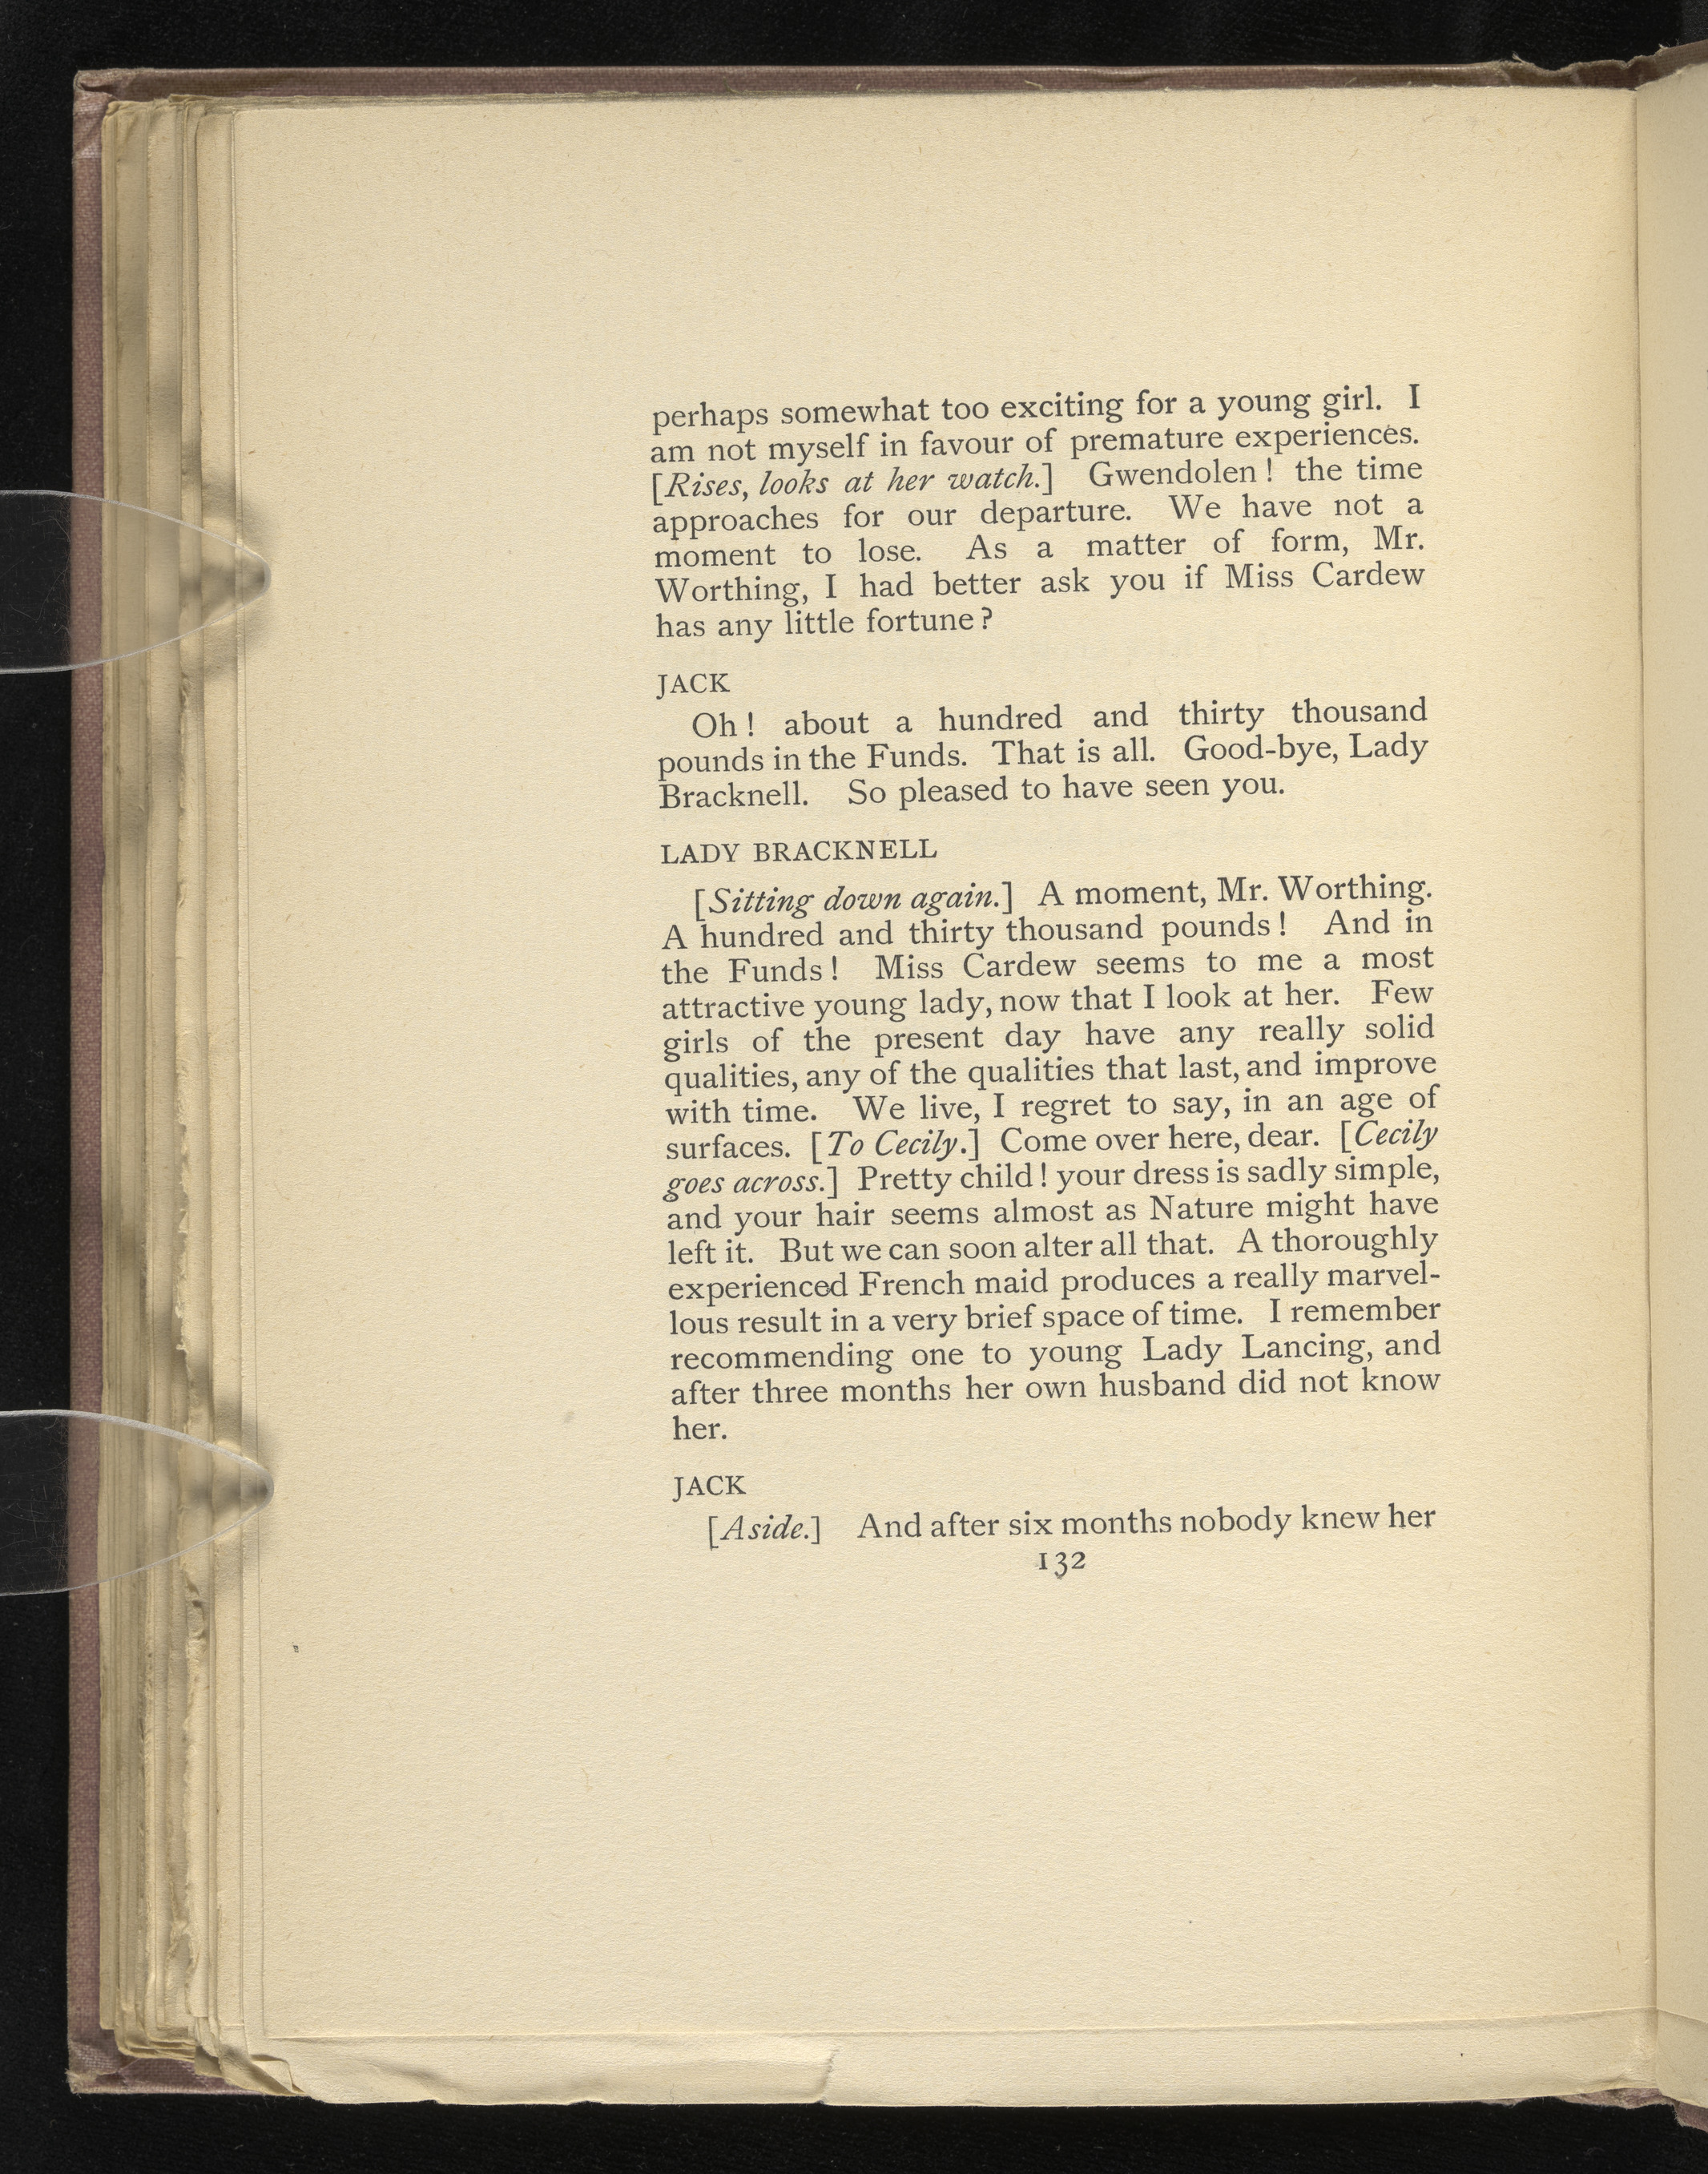 perhaps somewhat too exciting for a young girl. I
am not myself in favour of premature experiences.
[Rises, looks at her watch.] Gwendolen! the time
approaches for our departure. We have not a
moment to lose. As a matter of form, Mr.
Worthing, I had better ask you if Miss Cardew
has any little fortune?
JACK
Oh! about a hundred and thirty thousand
pounds in the Funds. That is all. Good-bye, Lady
Bracknell. So pleased to have seen you.
LADY BRACKNELL
[Sitting down again.] A moment, Mr. Worthing.
A hundred and thirty thousand pounds! And in
the Funds! Miss Cardew seems to me a most
attractive young lady, now that I look at her. Few
girls of the present day have any really solid
qualities, any of the qualities that last, and improve
with time. We live, I regret to say, in an age of
surfaces. [To Cecily.] Come over here, dear. [Cecily
goes across.] Pretty child! your dress is sadly simple,
and your hair seems almost as Nature might have
left it. But we can soon alter all that. A thoroughly
experienced French maid produces a really marvel-
lous result in a very brief space of time. I remember
recommending one to young Lady Lancing, and
after three months her own husband did not know
her.
JACK
[Aside.] And after six months nobody knew her
132